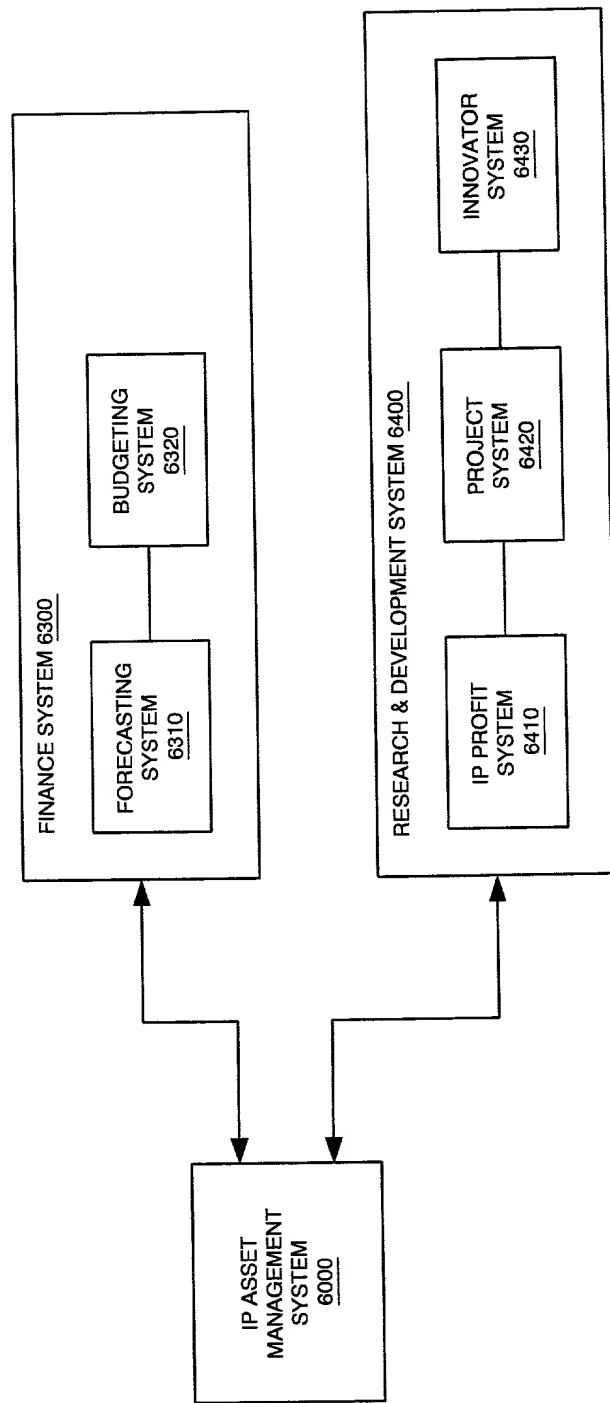 IP ASSET
MANAGEMENT
SYSTEM
6000
FINANCE SYSTEM 6300
FORECASTING
SYSTEM
6310
BUDGETING
SYSTEM
6320
RESEARCH & DEVELOPMENT SYSTEM 6400
IP PROFIT
SYSTEM
6410
PROJECT
SYSTEM
6420
INNOVATOR
SYSTEM
6430